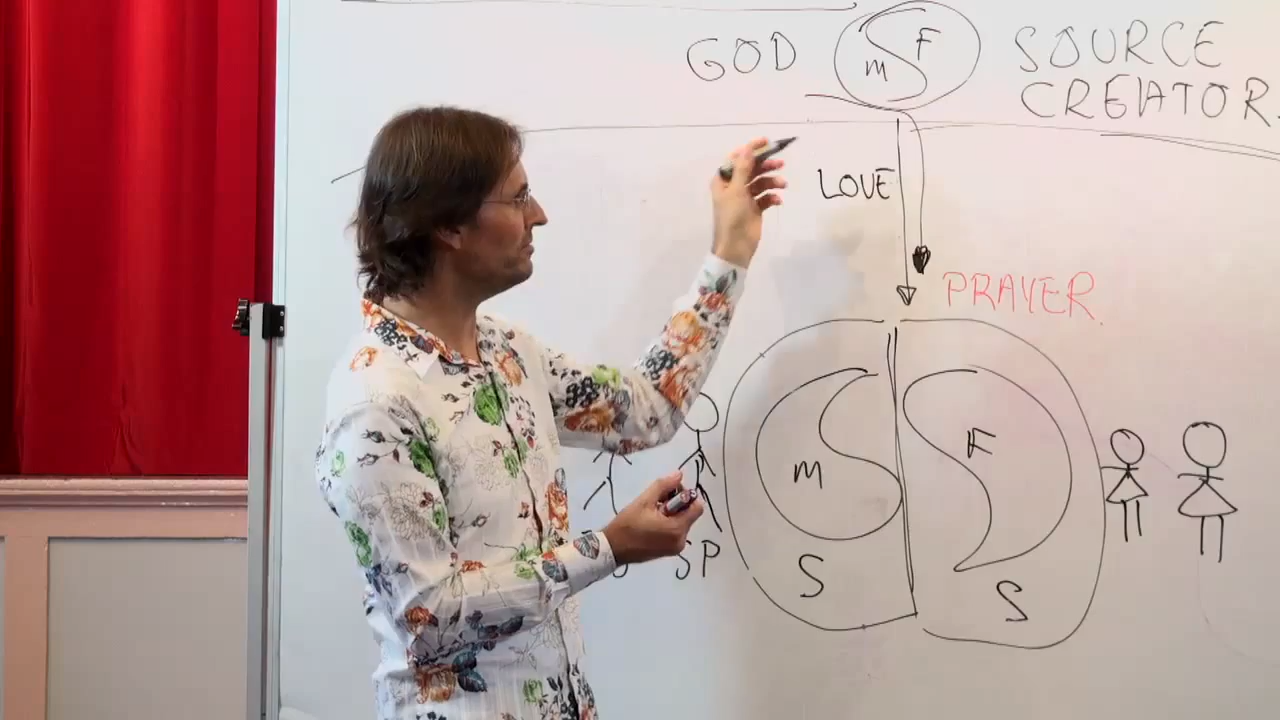 GOD
M F
SOURCE
CREATOR.
LOVE
PRAYER.
M
F
SP
S
S